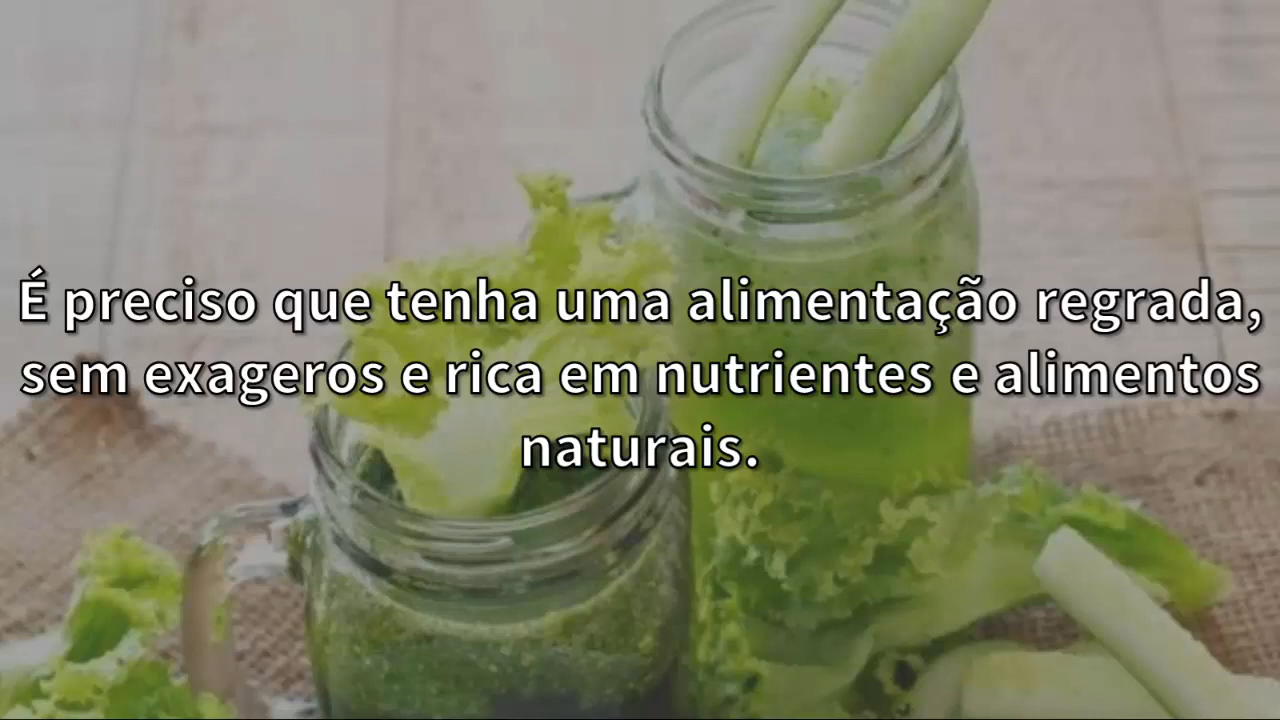 É preciso que tenha uma alimentação regrada,
sem exageros e rica em nutrientes e alimentos
naturais.